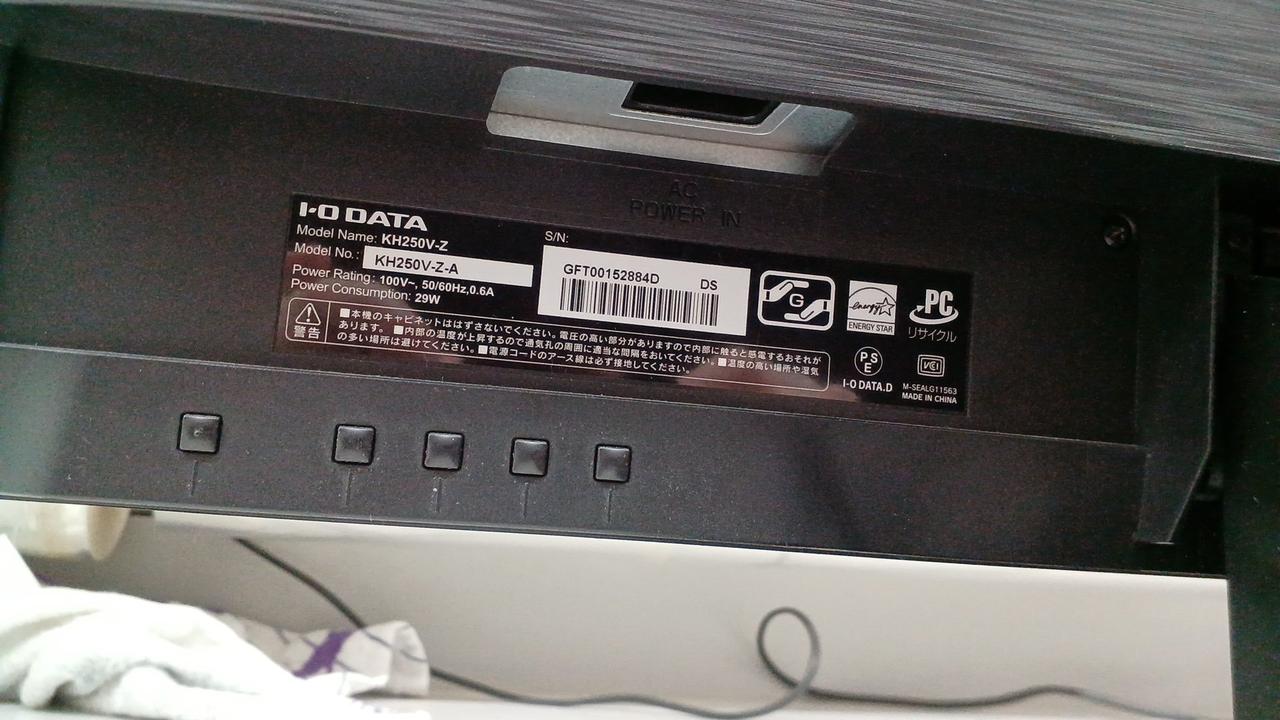 AC
POWER IN
I-O DATA
Model Name: KH250V-Z
Model No.: KH250V-Z-A
Power Rating: 100V~, 50/60Hz,0.6A
Power Consumption: 29W
S/N:
GFT00152884D DS
G
energy
ENERGY STAR
PC
リサイクル
警告
■本機のキャビネットははずさないでください。電圧の高い部分がありますので内部に触ると感電するおそれが
あります。 ■内部の温度が上昇するので通気孔の周囲に適当な間隔をおいてください。■温度の高い場所や湿気
の多い場所は避けてください。■電源コードのアース線は必ず接地してください。
PSE
I-O DATA.D
VCI
M-SEALG11563
MADE IN CHINA